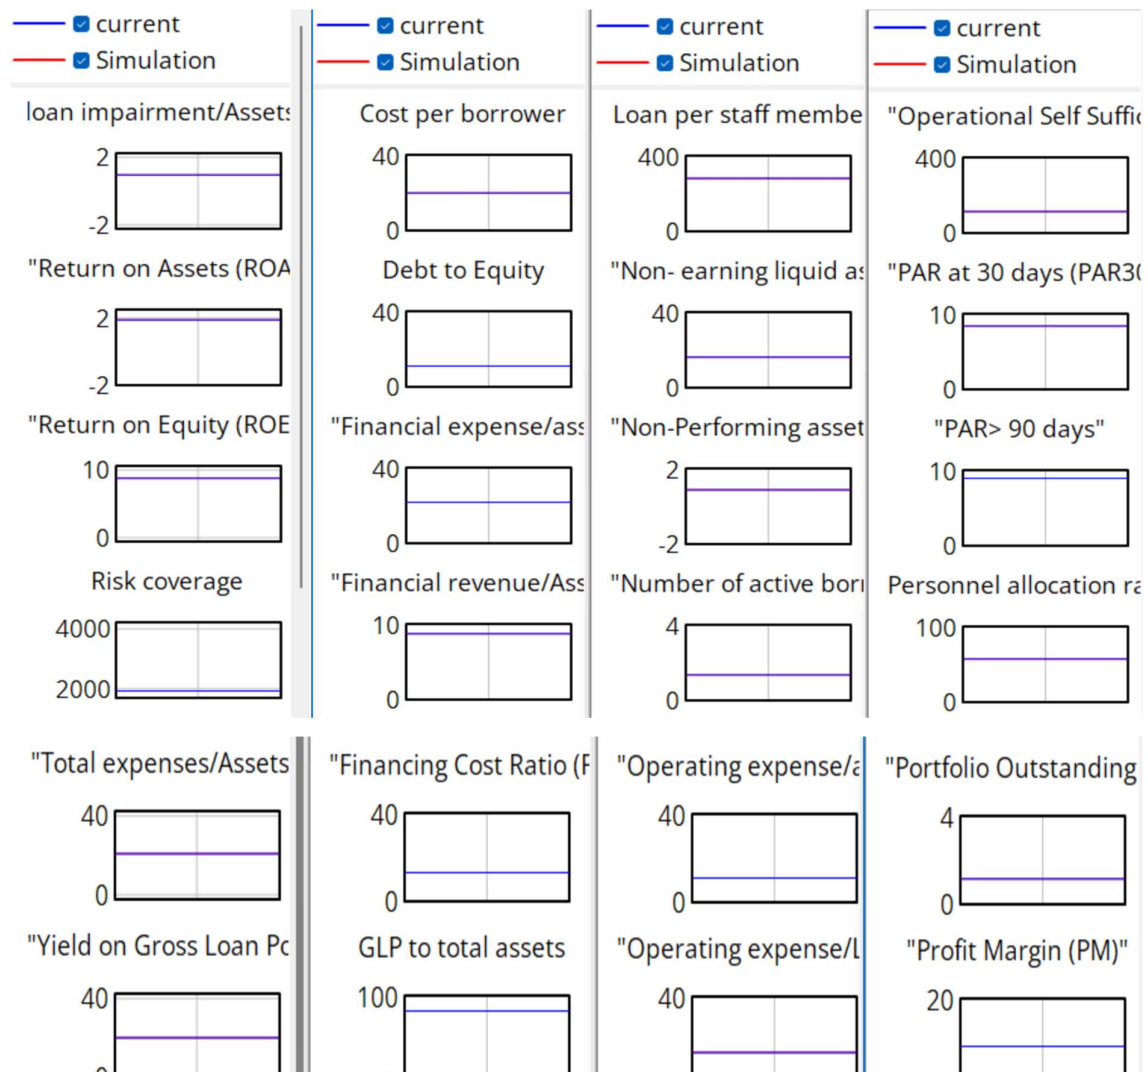 current
Simulation
loan impairment/Assets
2
-2
"Return on Assets (ROA
2
-2
"Return on Equity (ROE
10
0
Risk coverage
4000
2000
current
Simulation
Cost per borrower
40
0
Debt to Equity
40
0
"Financial expense/ass
40
0
"Financial revenue/Ass
10
0
current
Simulation
Loan per staff membe
400
0
"Non- earning liquid as
40
0
"Non-Performing asset
2
-2
"Number of active borr
4
0
current
Simulation
"Operational Self Suffic
400
0
"PAR at 30 days (PAR30
10
0
"PAR> 90 days"
10
0
Personnel allocation ra
100
0
"Total expenses/Assets
40
0
"Yield on Gross Loan Po
40
0
"Financing Cost Ratio (F
40
0
GLP to total assets
100
"Operating expense/a
40
0
"Operating expense/L
40
"Portfolio Outstanding
4
0
"Profit Margin (PM)"
20